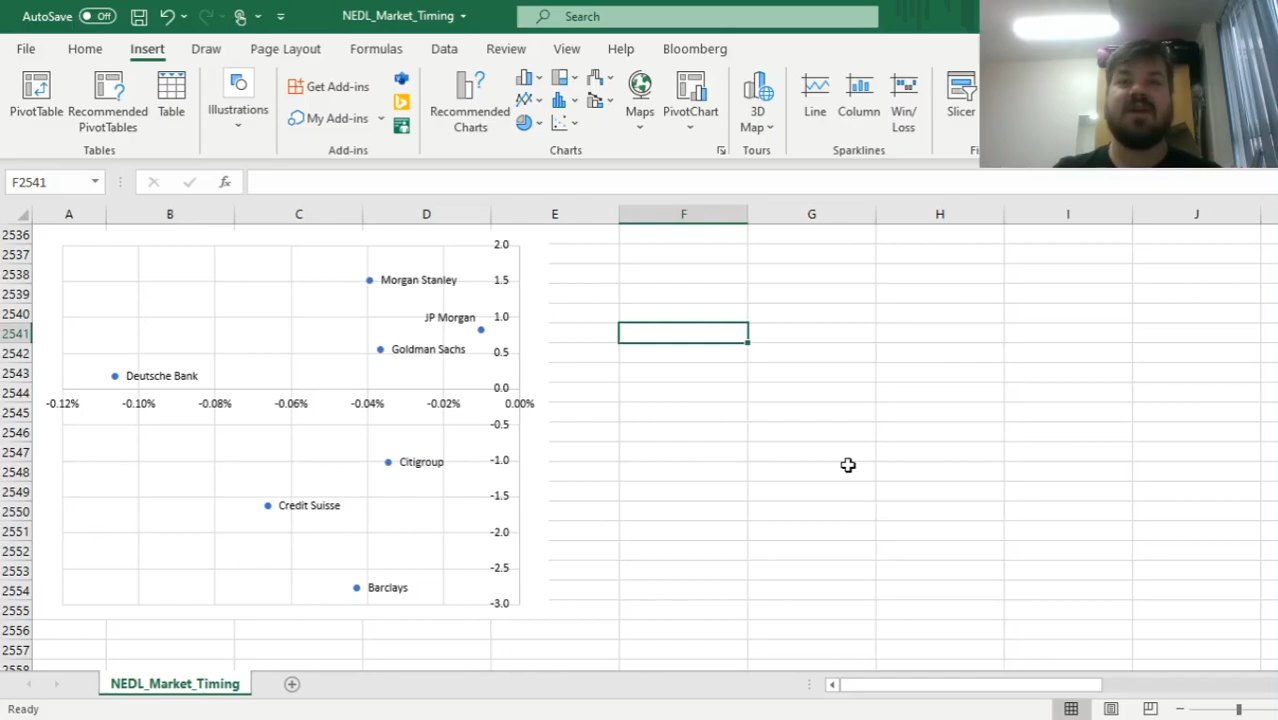 AutoSave Off NEDL_Market_Timing Search
File Home Insert Draw Page Layout Formulas Data Review View Help Bloomberg
PivotTable
Recommended
PivotTables
Table
Tables
Illustrations
Get Add-ins
My Add-ins
Add-ins
Recommended
Charts
Maps
PivotChart
Charts
3D
Map
Tours
Line
Column
Win/
Loss
Sparklines
Slicer
Fi
F2541 fx
A B C D E F G H I J
2536
2537
2538
2539
2540
2541
2542
2543
2544
2545
2546
2547
2548
2549
2550
2551
2552
2553
2554
2555
2556
2557
2558
2.0
Morgan Stanley 1.5
JP Morgan 1.0
Goldman Sachs 0.5
Deutsche Bank 0.0
-0.12% -0.10% -0.08% -0.06% -0.04% -0.02% 0.00%
-0.5
Citigroup -1.0
Credit Suisse -1.5
-2.0
-2.5
Barclays
-3.0
NEDL_Market_Timing
Ready